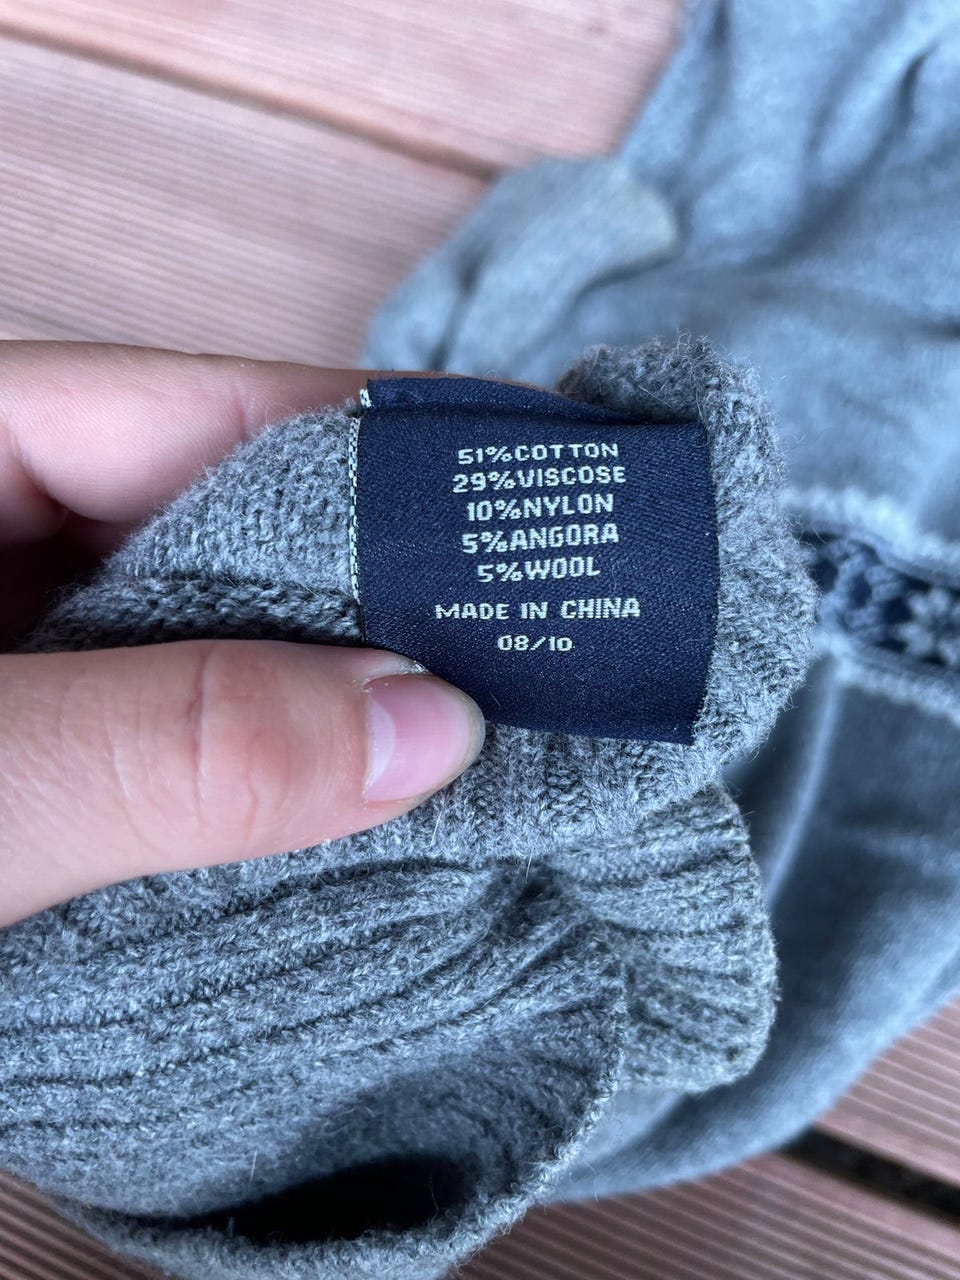 51%COTTON
29%VISCOSE
10%NYLON
5%ANGORA
5%WOOL
MADE IN CHINA
08/10